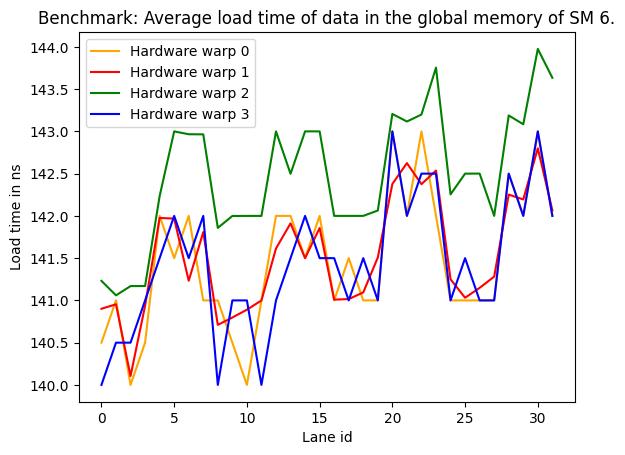 Benchmark: Average load time of data in the global memory of SM 6.
144.0
143.5
143.0
142.5
142.0
141.5
141.0
140.5
140.0
Load time in ns
Hardware warp 0
Hardware warp 1
Hardware warp 2
Hardware warp 3
0 5 10 15 20 25 30
Lane id